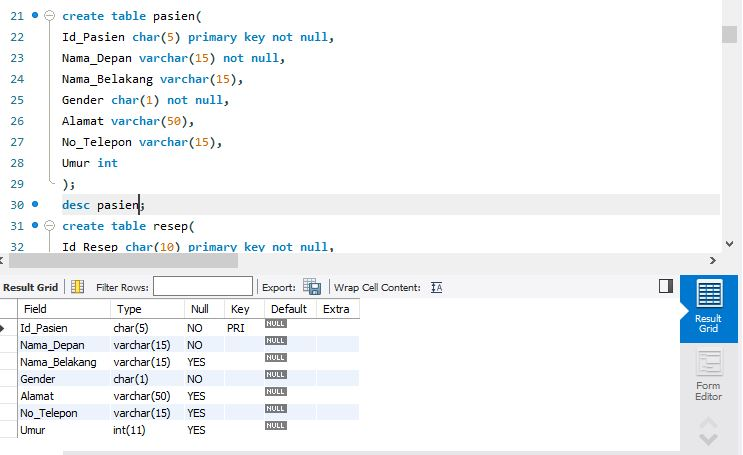 21 create table pasien(
22 Id_Pasien char(5) primary key not null,
23 Nama_Depan varchar(15) not null,
24 Nama_Belakang varchar(15),
25 Gender char(1) not null,
26 Alamat varchar(50),
27 No_Telepon varchar(15),
28 Umur int
29 );
30 desc pasien;
31 create table resep(
32 Id_Resep char(10) primary key not null,
Result Grid Filter Rows: Export: Wrap Cell Content: IA
Field Type Null Key Default Extra
Id_Pasien char(5) NO PRI NULL
Nama_Depan varchar(15) NO NULL
Nama_Belakang varchar(15) YES NULL
Gender char(1) NO NULL
Alamat varchar(50) YES NULL
No_Telepon varchar(15) YES NULL
Umur int(11) YES NULL
Result
Grid
Form
Editor